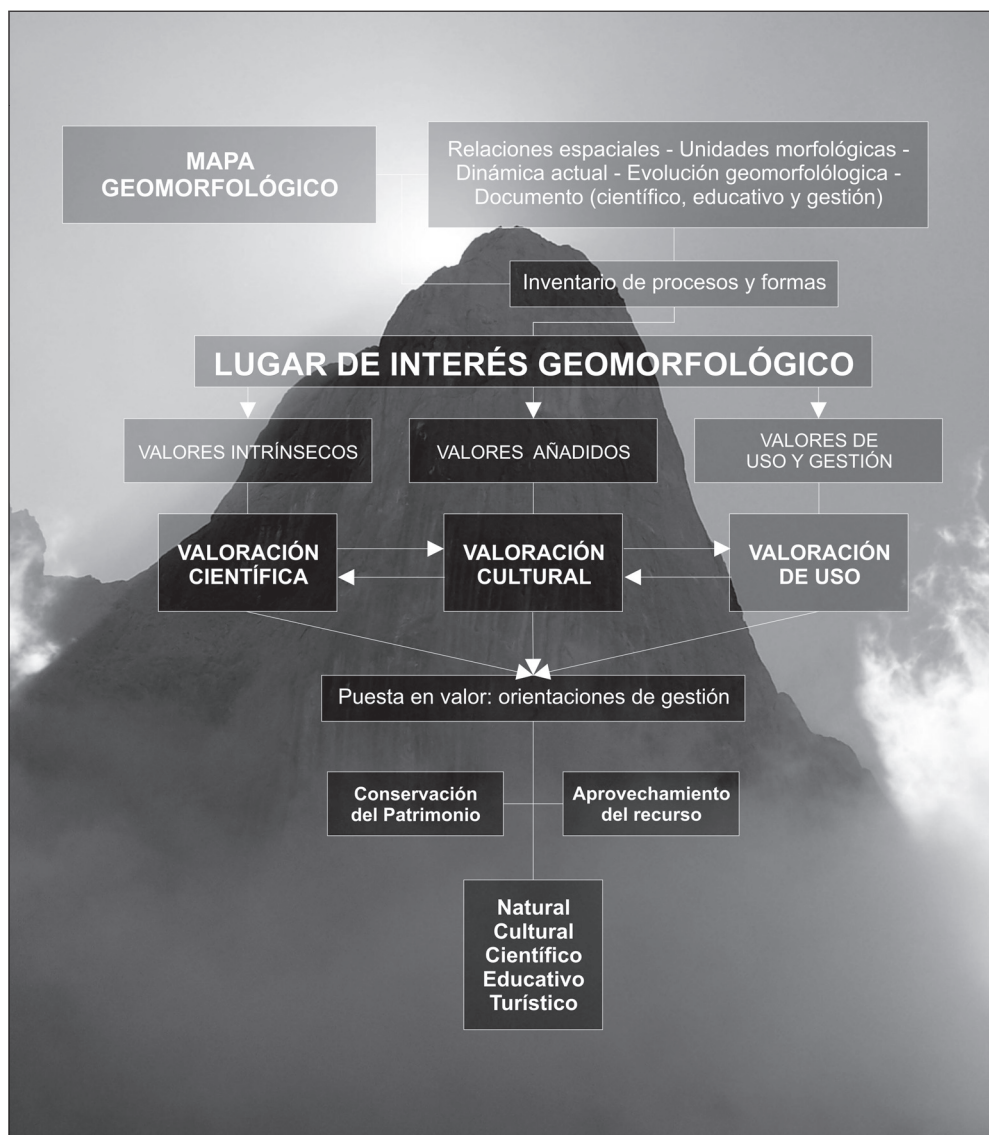 MAPA
GEOMORFOLÓGICO
Relaciones espaciales - Unidades morfológicas -
Dinámica actual - Evolución geomorfolólogica -
Documento (científico, educativo y gestión)
Inventario de procesos y formas
LUGAR DE INTERÉS GEOMORFOLÓGICO
VALORES INTRÍNSECOS
VALORES AÑADIDOS
VALORES DE
USO Y GESTIÓN
VALORACIÓN
CIENTÍFICA
VALORACIÓN
CULTURAL
VALORACIÓN
DE USO
Puesta en valor: orientaciones de gestión
Conservación
del Patrimonio
Aprovechamiento
del recurso
Natural
Cultural
Científico
Educativo
Turístico